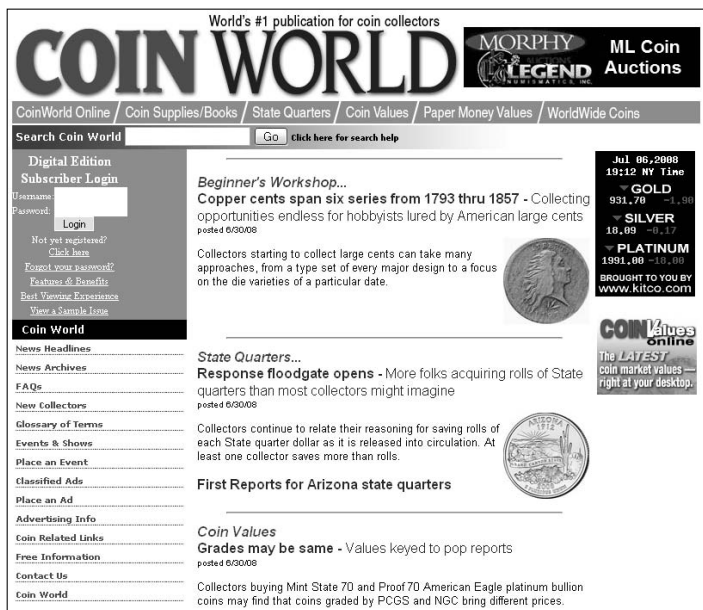 World's #1 publication for coin collectors
COIN WORLD
MORPHY
AUCTIONS
LEGEND
NUMISMATICS, INC.
ML Coin
Auctions
CoinWorld Online / Coin Supplies/Books / State Quarters / Coin Values / Paper Money Values / WorldWide Coins
Search Coin World Go Click here for search help
Digital Edition
Subscriber Login
Username:
Password:
Login
Not yet registered?
Click here
Forgot your password?
Features & Benefits
Best Viewing Experience
View a Sample Issue
Coin World
News Headlines
News Archives
FAQs
New Collectors
Glossary of Terms
Events & Shows
Place an Event
Classified Ads
Place an Ad
Advertising Info
Coin Related Links
Free Information
Contact Us
Coin World
Beginner's Workshop...
Copper cents span six series from 1793 thru 1857 - Collecting
opportunities endless for hobbyists lured by American large cents
posted 6/30/08
Collectors starting to collect large cents can take many
approaches, from a type set of every major design to a focus
on the die varieties of a particular date.
State Quarters...
Response floodgate opens - More folks acquiring rolls of State
quarters than most collectors might imagine
posted 6/30/08
Collectors continue to relate their reasoning for saving rolls of
each State quarter dollar as it is released into circulation. At
least one collector saves more than rolls.
ARIZONA
1912
First Reports for Arizona state quarters
Coin Values
Grades may be same - Values keyed to pop reports
posted 6/30/08
Collectors buying Mint State 70 and Proof 70 American Eagle platinum bullion
coins may find that coins graded by PCGS and NGC bring different prices.
Jul 06,2008
19:12 NY Time
GOLD
931.70 -1.90
SILVER
18.09 -0.17
PLATINUM
1991.00 -18.00
BROUGHT TO YOU BY
www.kitco.com
COIN Values
online
The LATEST
coin market values —
right at your desktop.